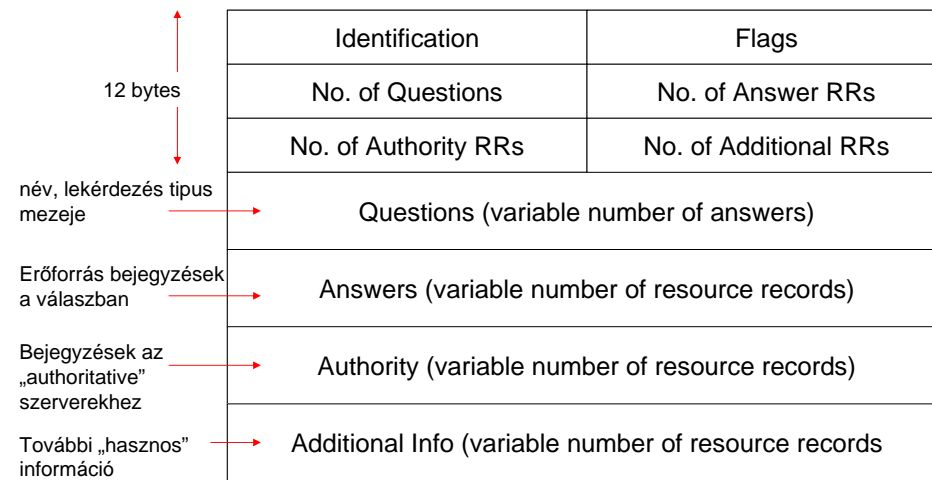 Identification
Flags
12 bytes
No. of Questions
No. of Answer RRs
No. of Authority RRs
No. of Additional RRs
név, lekérdezés tipus
mezeje
Questions (variable number of answers)
Erőforrás bejegyzések
a válaszban
Answers (variable number of resource records)
Bejegyzések az
„authoritative”
szerverekhez
Authority (variable number of resource records)
További „hasznos”
információ
Additional Info (variable number of resource records